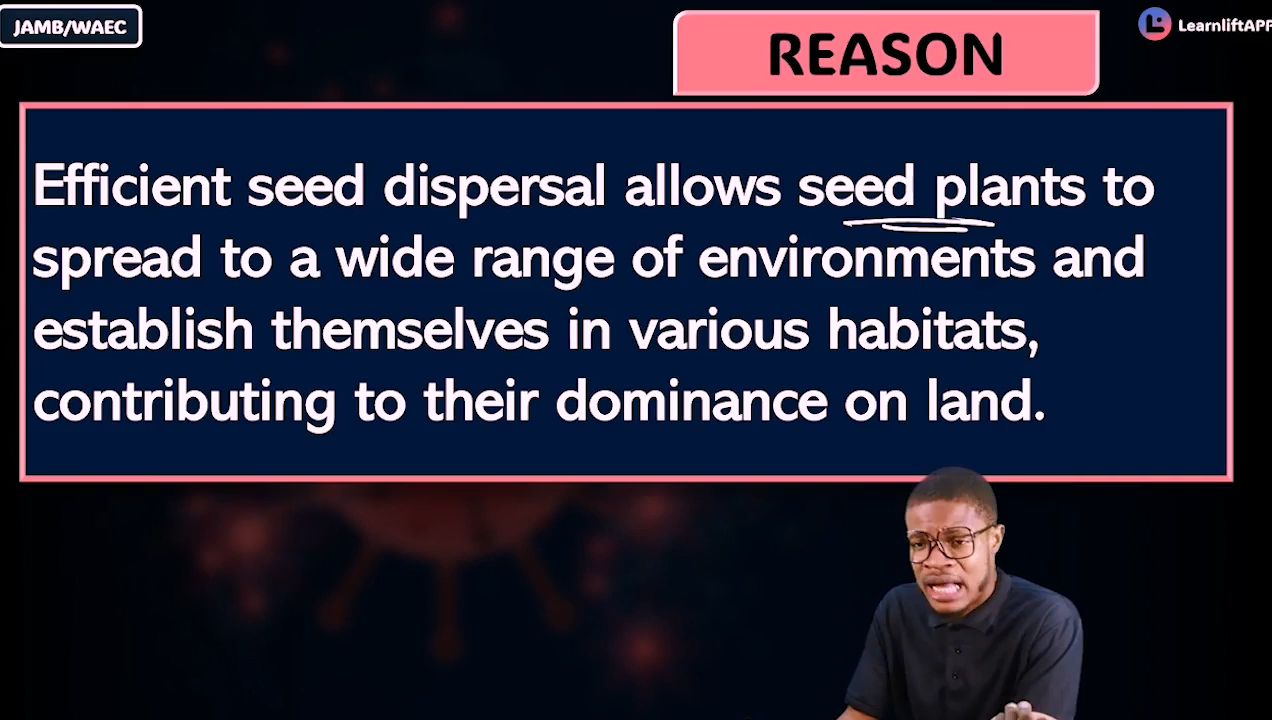 JAMB/WAEC
REASON
LearnliftAPP
Efficient seed dispersal allows seed plants to
spread to a wide range of environments and
establish themselves in various habitats,
contributing to their dominance on land.